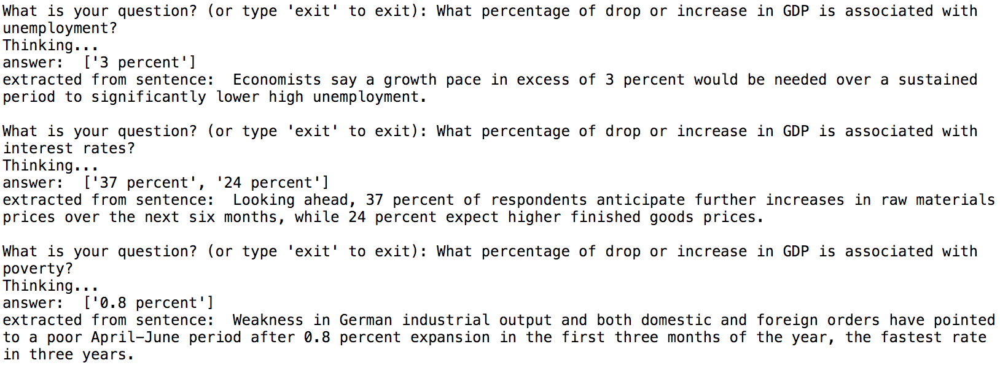 What is your question? (or type 'exit' to exit): What percentage of drop or increase in GDP is associated with
unemployment?
Thinking...
answer:  ['3 percent']
extracted from sentence:  Economists say a growth pace in excess of 3 percent would be needed over a sustained
period to significantly lower high unemployment.

What is your question? (or type 'exit' to exit): What percentage of drop or increase in GDP is associated with
interest rates?
Thinking...
answer:  ['37 percent', '24 percent']
extracted from sentence:  Looking ahead, 37 percent of respondents anticipate further increases in raw materials
prices over the next six months, while 24 percent expect higher finished goods prices.

What is your question? (or type 'exit' to exit): What percentage of drop or increase in GDP is associated with
poverty?
Thinking...
answer:  ['0.8 percent']
extracted from sentence:  Weakness in German industrial output and both domestic and foreign orders have pointed
to a poor April–June period after 0.8 percent expansion in the first three months of the year, the fastest rate
in three years.